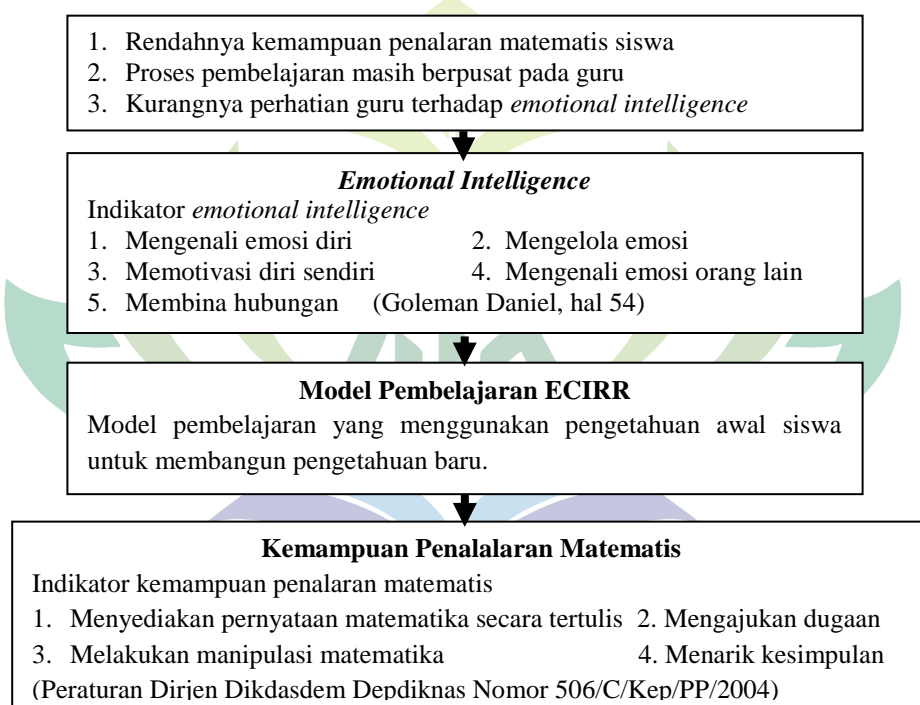 1. Rendahnya kemampuan penalaran matematis siswa
2. Proses pembelajaran masih berpusat pada guru
3. Kurangnya perhatian guru terhadap emotional intelligence
Emotional Intelligence
Indikator emotional intelligence
1. Mengenali emosi diri 2. Mengelola emosi
3. Memotivasi diri sendiri 4. Mengenali emosi orang lain
5. Membina hubungan (Goleman Daniel, hal 54)
Model Pembelajaran ECIRR
Model pembelajaran yang menggunakan pengetahuan awal siswa
untuk membangun pengetahuan baru.
Kemampuan Penalalaran Matematis
Indikator kemampuan penalaran matematis
1. Menyediakan pernyataan matematika secara tertulis 2. Mengajukan dugaan
3. Melakukan manipulasi matematika 4. Menarik kesimpulan
(Peraturan Dirjen Dikdasdem Depdiknas Nomor 506/C/Kep/PP/2004)